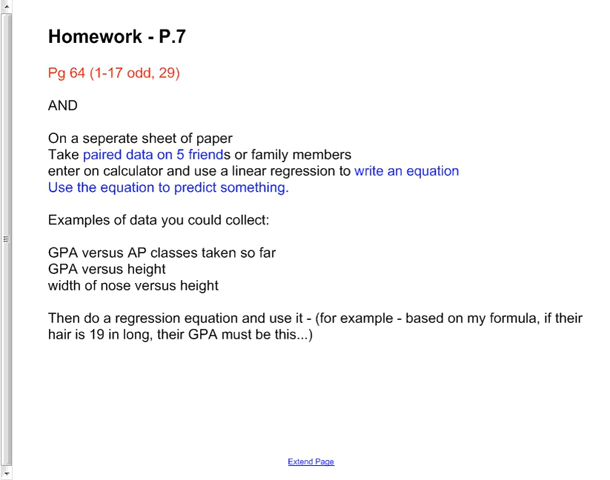 Homework - P.7
Pg 64 (1-17 odd, 29)
AND
On a seperate sheet of paper
Take paired data on 5 friends or family members
enter on calculator and use a linear regression to write an equation
Use the equation to predict something.
Examples of data you could collect:
GPA versus AP classes taken so far
GPA versus height
width of nose versus height
Then do a regression equation and use it - (for example - based on my formula, if their
hair is 19 in long, their GPA must be this...)
Extend Page